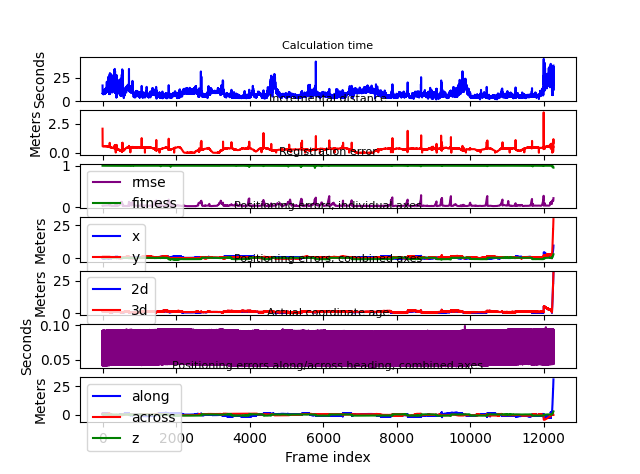 Calculation time
Seconds
25
0
Incremental distance
Meters
2.5
0.0
Registration error
1
0
rmse
fitness
Positioning errors, individual axes
Meters
25
0
x
y
Positioning errors, combined axes
Meters
25
0
2d
3d
Actual coordinate age
Seconds
0.10
0.05
Positioning errors along/across heading, combined axes
Meters
25
0
along
across
z
0 2000 4000 6000 8000 10000 12000
Frame index